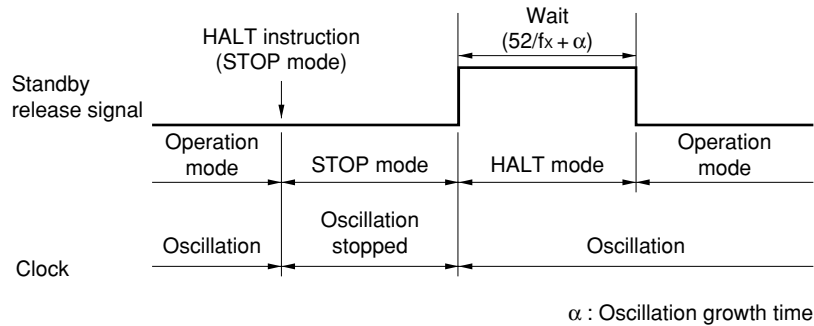 Wait
(52/fx + α)
HALT instruction
(STOP mode)
Standby
release signal
Operation
mode
STOP mode
HALT mode
Operation
mode
Oscillation
Oscillation
stopped
Oscillation
Clock
α : Oscillation growth time